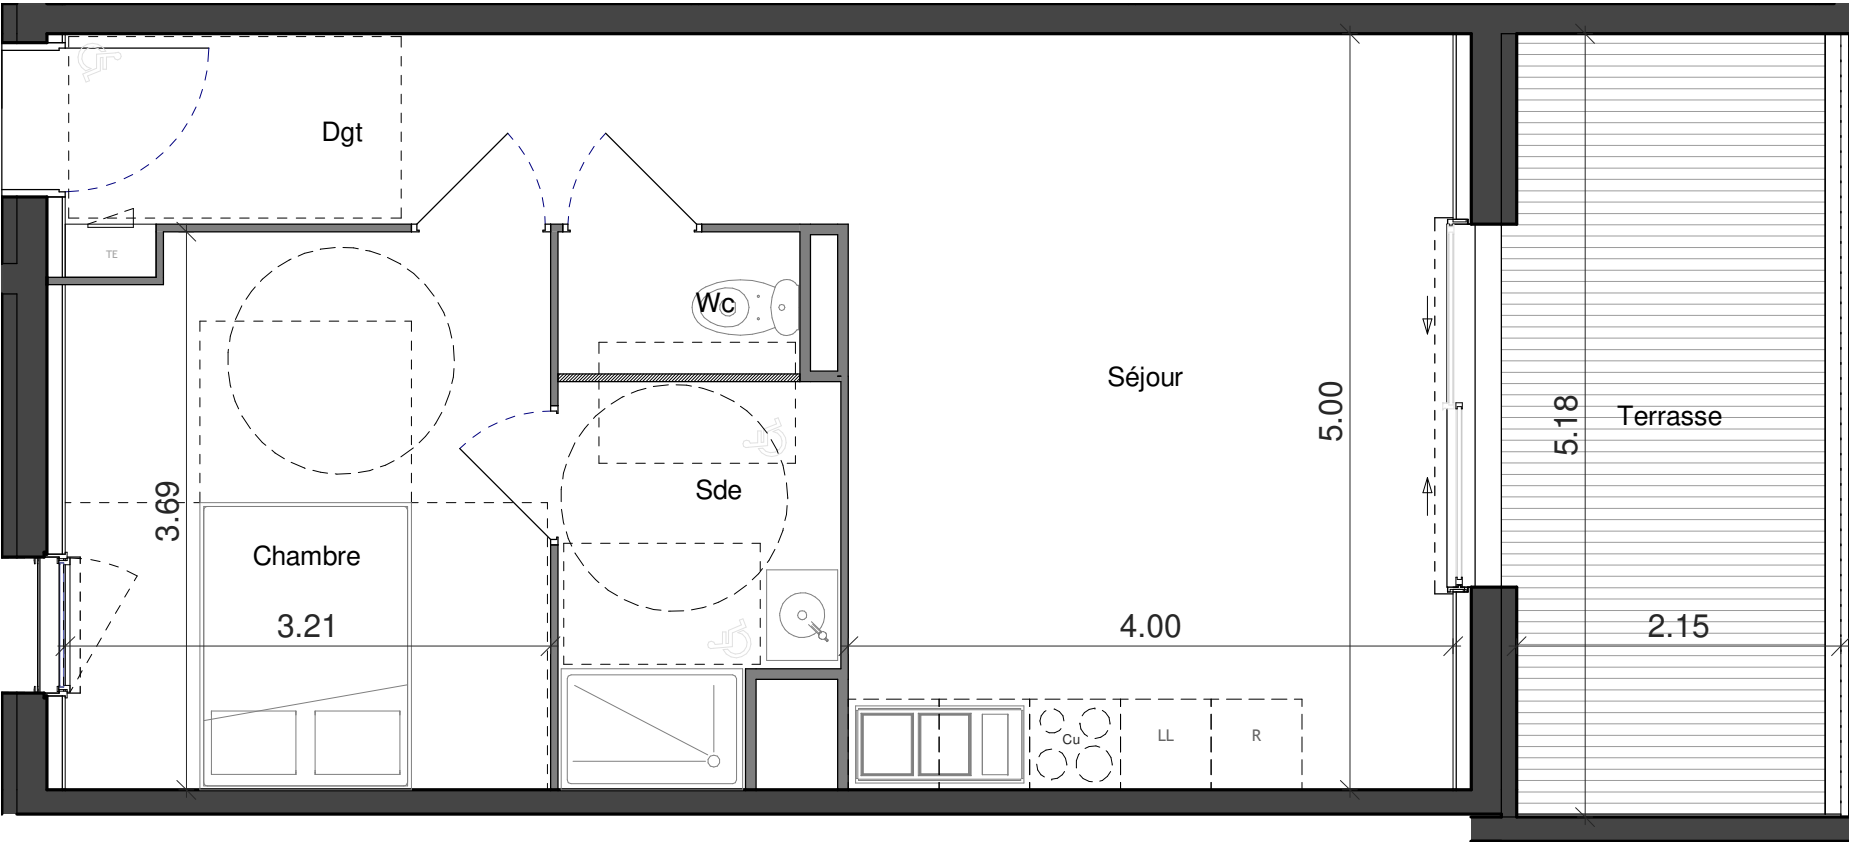 Dgt
TE
Wc
Séjour
5.00
5.18
Terrasse
3.69
Sde
Chambre
3.21
4.00
2.15
Cu
LL
R